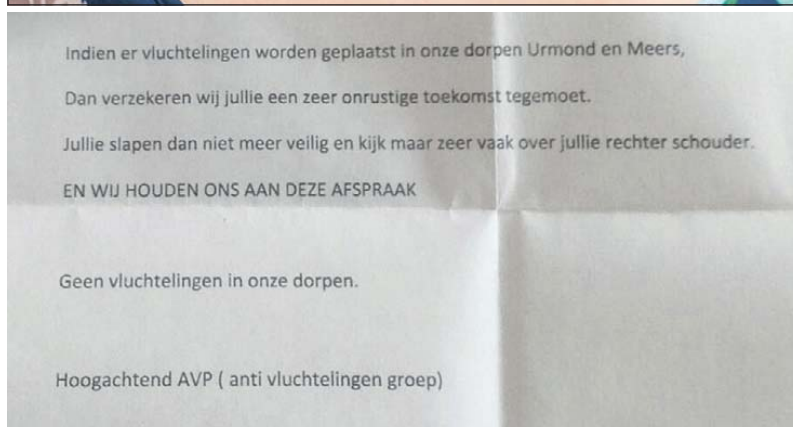 Indien er vluchtelingen worden geplaatst in onze dorpen Urmond en Meers,
Dan verzekeren wij jullie een zeer onrustige toekomst tegemoet.
Jullie slapen dan niet meer veilig en kijk maar zeer vaak over jullie rechter schouder.
EN WIJ HOUDEN ONS AAN DEZE AFSPRAAK
Geen vluchtelingen in onze dorpen.
Hoogachtend AVP ( anti vluchtelingen groep)